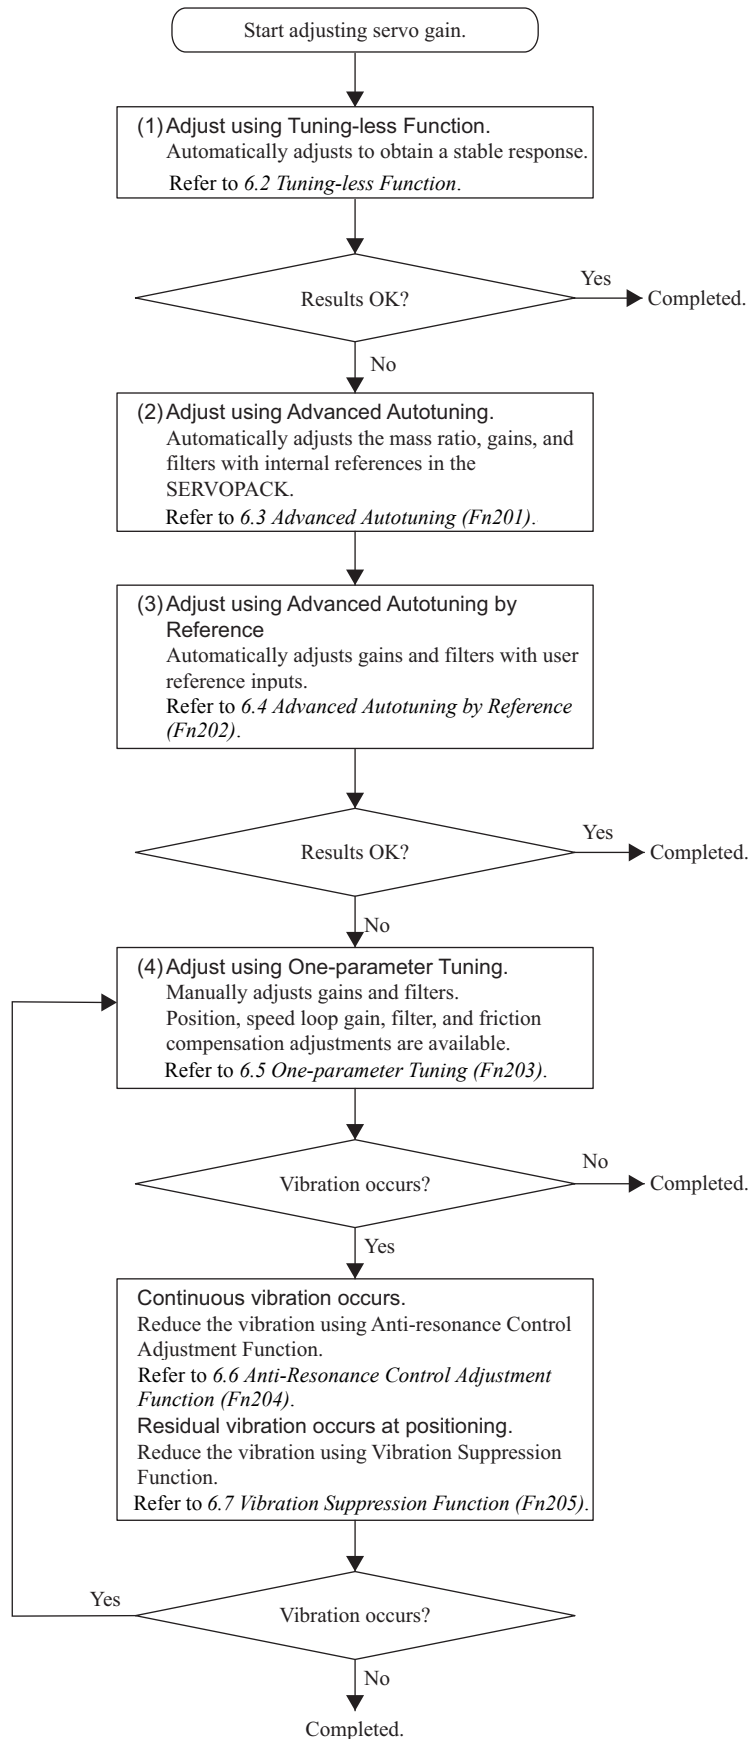 Start adjusting servo gain.
(1) Adjust using Tuning-less Function.
Automatically adjusts to obtain a stable response.
Refer to 6.2 Tuning-less Function.
Results OK?
Yes
Completed.
No
(2) Adjust using Advanced Autotuning.
Automatically adjusts the mass ratio, gains, and
filters with internal references in the
SERVOPACK.
Refer to 6.3 Advanced Autotuning (Fn201).
(3) Adjust using Advanced Autotuning by
Reference
Automatically adjusts gains and filters with user
reference inputs.
Refer to 6.4 Advanced Autotuning by Reference
(Fn202).
Results OK?
Yes
Completed.
No
(4) Adjust using One-parameter Tuning.
Manually adjusts gains and filters.
Position, speed loop gain, filter, and friction
compensation adjustments are available.
Refer to 6.5 One-parameter Tuning (Fn203).
Vibration occurs?
No
Completed.
Yes
Continuous vibration occurs.
Reduce the vibration using Anti-resonance Control
Adjustment Function.
Refer to 6.6 Anti-Resonance Control Adjustment
Function (Fn204).
Residual vibration occurs at positioning.
Reduce the vibration using Vibration Suppression
Function.
Refer to 6.7 Vibration Suppression Function (Fn205).
Yes
Vibration occurs?
No
Completed.